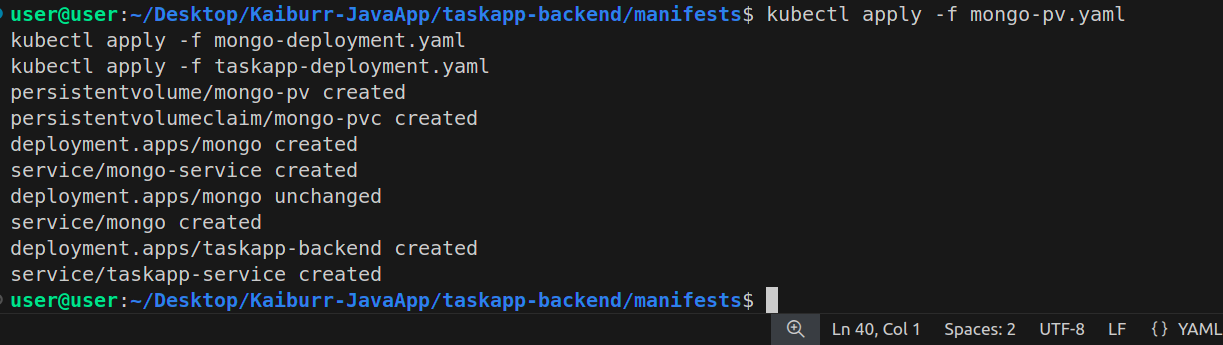 user@user:~/Desktop/Kaiburr-JavaApp/taskapp-backend/manifests$ kubectl apply -f mongo-pv.yaml
kubectl apply -f mongo-deployment.yaml
kubectl apply -f taskapp-deployment.yaml
persistentvolume/mongo-pv created
persistentvolumeclaim/mongo-pvc created
deployment.apps/mongo created
service/mongo-service created
deployment.apps/mongo unchanged
service/mongo created
deployment.apps/taskapp-backend created
service/taskapp-service created
user@user:~/Desktop/Kaiburr-JavaApp/taskapp-backend/manifests$
Ln 40, Col 1 Spaces: 2 UTF-8 LF {} YAML